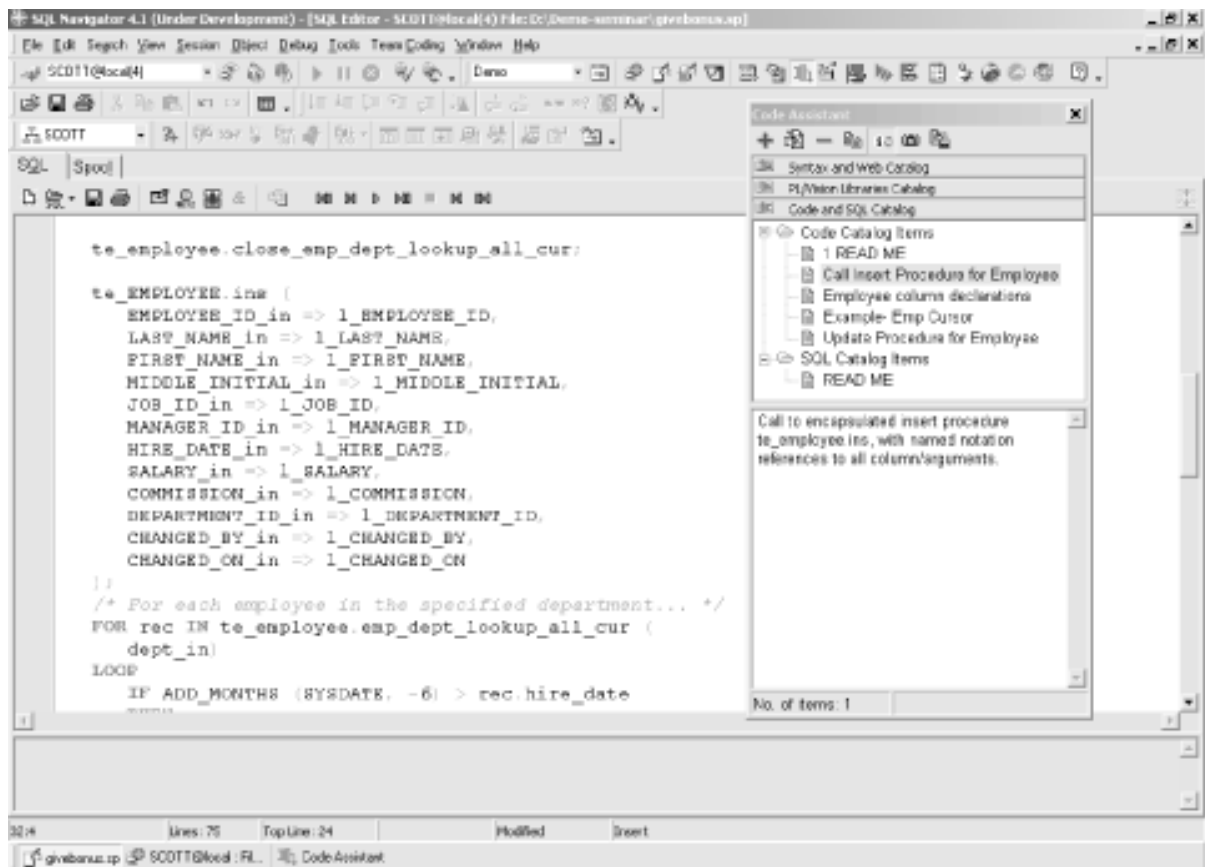 SQL Navigator 4.1 (Under Development) - [SQL Editor - SCOTT@local(4) File: D:\Demo-seminar\givebonus.sp]
File Edit Search View Session Object Debug Tools Team Coding Window Help
SCOTT@local(4) Demo
SCOTT
SQL Spool
te_employee.close_emp_dept_lookup_all_cur;
te_EMPLOYEE.ins (
EMPLOYEE_ID_in => l_EMPLOYEE_ID,
LAST_NAME_in => l_LAST_NAME,
FIRST_NAME_in => l_FIRST_NAME,
MIDDLE_INITIAL_in => l_MIDDLE_INITIAL,
JOB_ID_in => l_JOB_ID,
MANAGER_ID_in => l_MANAGER_ID,
HIRE_DATE_in => l_HIRE_DATE,
SALARY_in => l_SALARY,
COMMISSION_in => l_COMMISSION,
DEPARTMENT_ID_in => l_DEPARTMENT_ID,
CHANGED_BY_in => l_CHANGED_BY,
CHANGED_ON_in => l_CHANGED_ON
);
/* For each employee in the specified department... */
FOR rec IN te_employee.emp_dept_lookup_all_cur (
dept_in)
LOOP
IF ADD_MONTHS (SYSDATE, -6) > rec.hire_date
Code Assistant
Syntax and Web Catalog
PL/Vision Libraries Catalog
Code and SQL Catalog
Code Catalog Items
1 READ ME
Call Insert Procedure for Employee
Employee column declarations
Example- Emp Cursor
Update Procedure for Employee
SQL Catalog Items
READ ME
Call to encapsulated insert procedure
te_employee.ins, with named notation
references to all column/arguments.
No. of items: 1
32:4 Lines: 75 Top Line: 24 Modified Insert
givebonus.sp SCOTT@local : Fil... Code Assistant